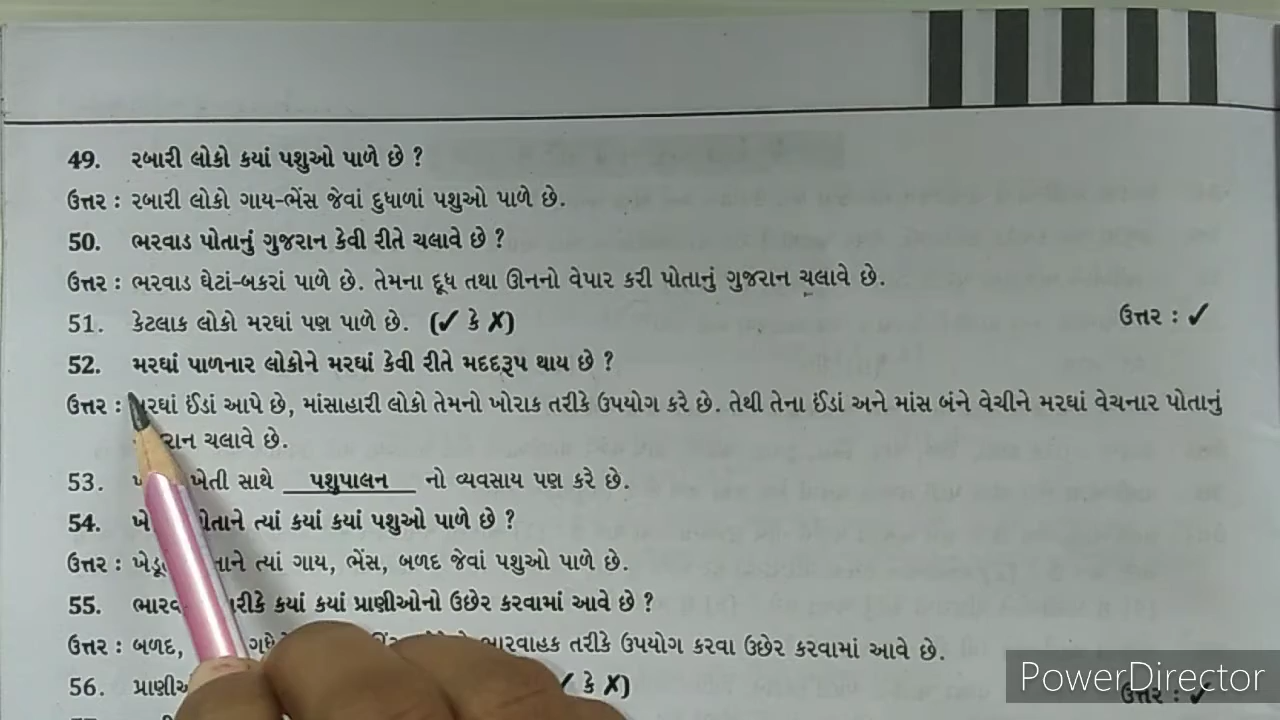 49. રબારી લોકો કયાં પશુઓ પાળે છે ?
ઉત્તર : રબારી લોકો ગાય-ભેંસ જેવાં દુધાળાં પશુઓ પાળે છે.
50. ભરવાડ પોતાનું ગુજરાન કેવી રીતે ચલાવે છે ?
ઉત્તર : ભરવાડ ઘેટાં-બકરાં પાળે છે. તેમના દૂધ તથા ઊનનો વેપાર કરી પોતાનું ગુજરાન ચલાવે છે.
51. કેટલાક લોકો મરઘાં પણ પાળે છે. (✓ કે ✗) ઉત્તર : ✓
52. મરઘાં પાળનાર લોકોને મરઘાં કેવી રીતે મદદરૂપ થાય છે ?
ઉત્તર : મરઘાં ઈંડાં આપે છે, માંસાહારી લોકો તેમનો ખોરાક તરીકે ઉપયોગ કરે છે. તેથી તેના ઈંડાં અને માંસ બંને વેચીને મરઘાં વેચનાર પોતાનું
ચલાવે છે.
53. ખેતી સાથે પશુપાલન નો વ્યવસાય પણ કરે છે.
54. કયાં કયાં પશુઓ પાળે છે ?
ઉત્તર : ત્યાં ગાય, ભેંસ, બળદ જેવાં પશુઓ પાળે છે.
55. કયાં કયાં પ્રાણીઓનો ઉછેર કરવામાં આવે છે ?
ઉત્તર : બળદ, ભારવાહક તરીકે ઉપયોગ કરવા ઉછેર કરવામાં આવે છે.
56. કે ✗) ઉત્તર : ✓
PowerDirector